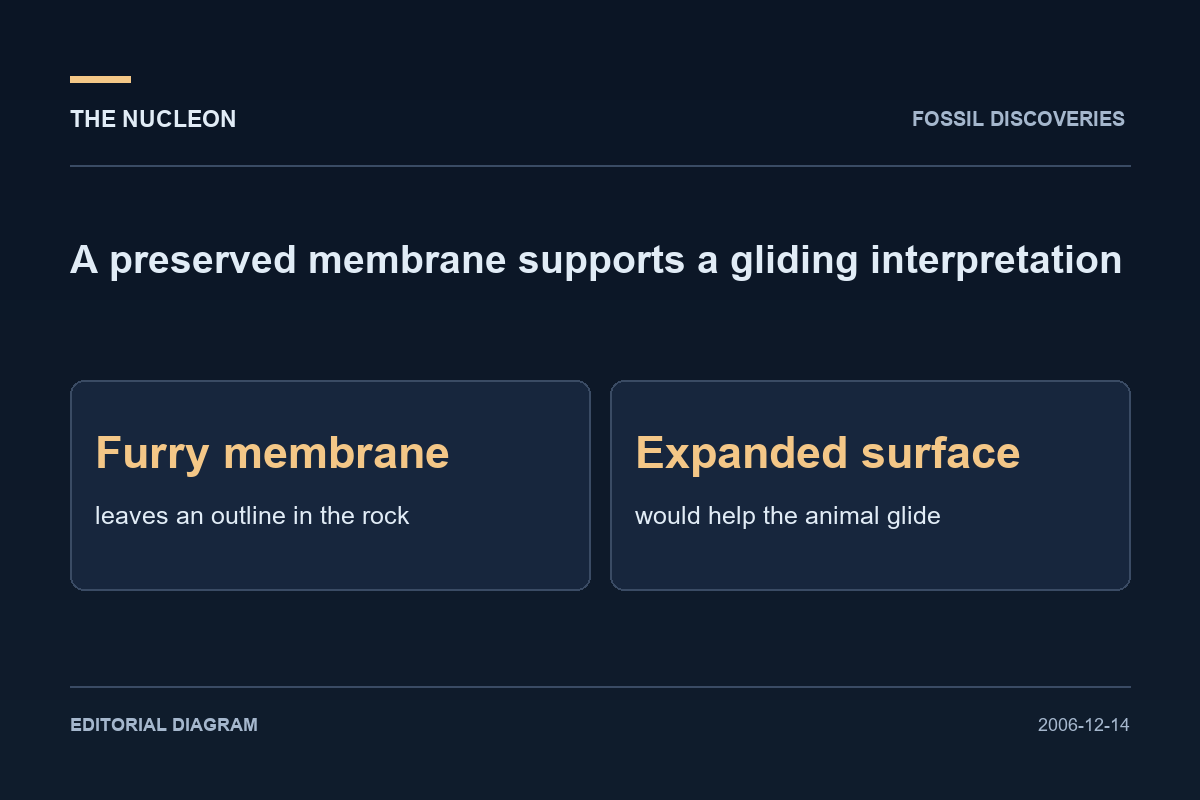 THE NUCLEON
FOSSIL DISCOVERIES
A preserved membrane supports a gliding interpretation
Furry membrane
leaves an outline in the rock
Expanded surface
would help the animal glide
EDITORIAL DIAGRAM
2006-12-14